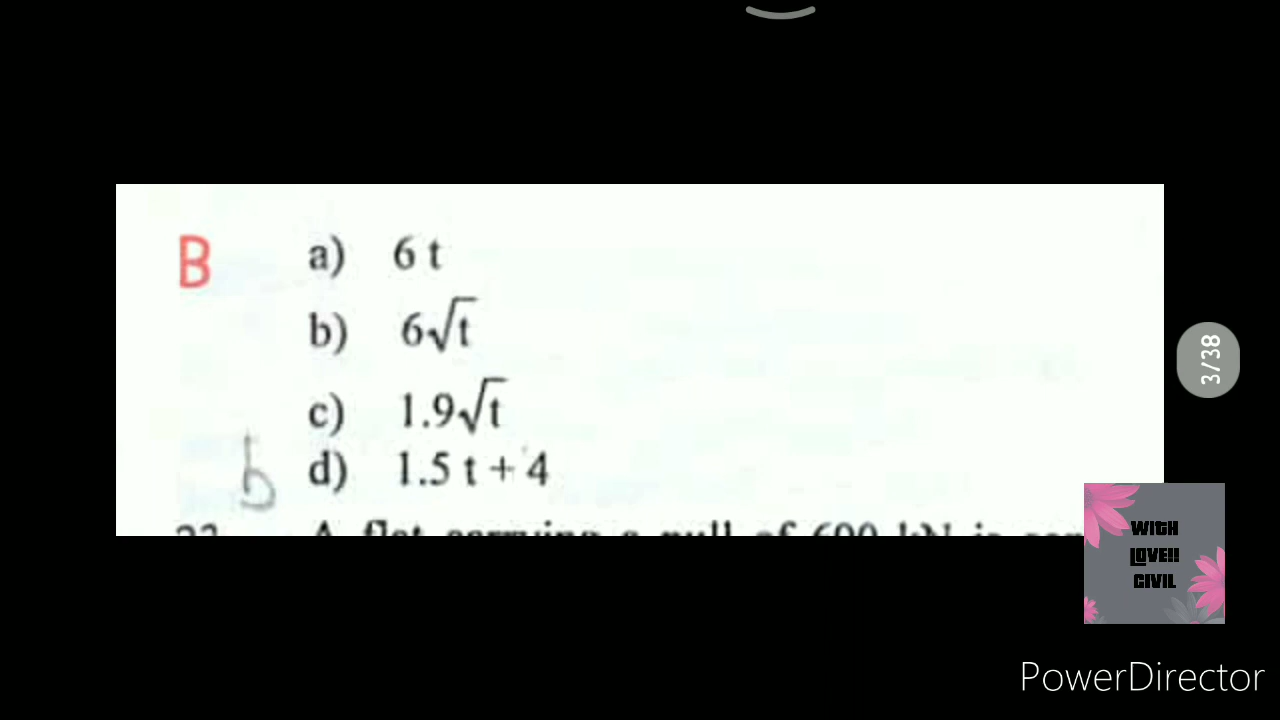 B a) 6 t
b) 6√t
c) 1.9√t
b d) 1.5 t + 4
3/38
WITH
LOVE!!
CIVIL
PowerDirector